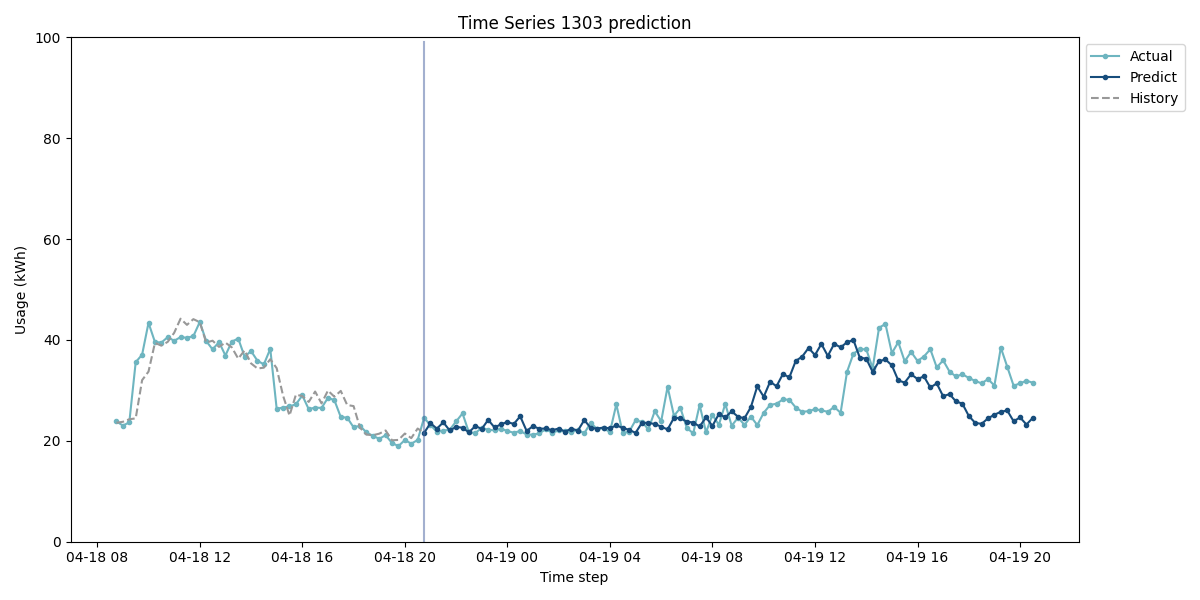 Time Series 1303 prediction
100
80
60
40
20
0
Usage (kWh)
04-18 08 04-18 12 04-18 16 04-18 20 04-19 00 04-19 04 04-19 08 04-19 12 04-19 16 04-19 20
Time step
Actual
Predict
History